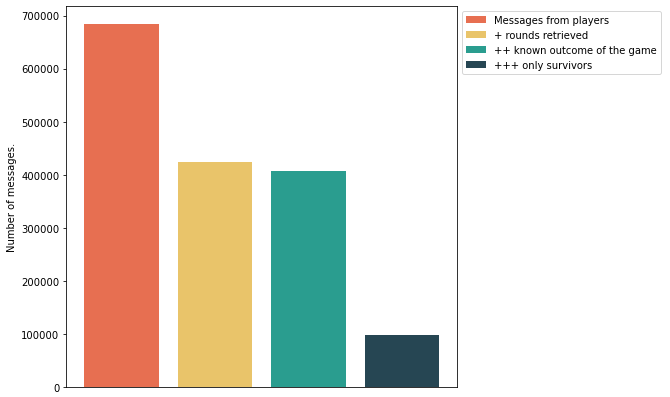 700000
600000
500000
400000
300000
200000
100000
0
Number of messages.
Messages from players
+ rounds retrieved
++ known outcome of the game
+++ only survivors